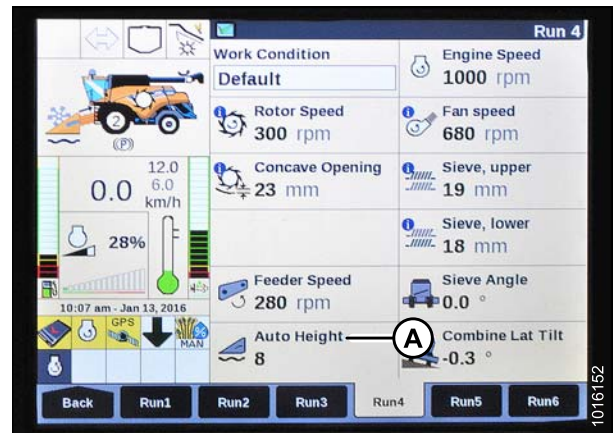 Run 4
Work Condition
Default
Engine Speed
1000 rpm
Rotor Speed
300 rpm
Fan speed
680 rpm
Concave Opening
23 mm
Sieve, upper
19 mm
Sieve, lower
18 mm
Feeder Speed
280 rpm
Sieve Angle
0.0 °
Auto Height
8
A
Combine Lat Tilt
-0.3 °
2
(P)
0.0
12.0
6.0
km/h
28%
10:07 am - Jan 13, 2016
GPS
%
MAN
Back
Run1
Run2
Run3
Run4
Run5
Run6
1016152